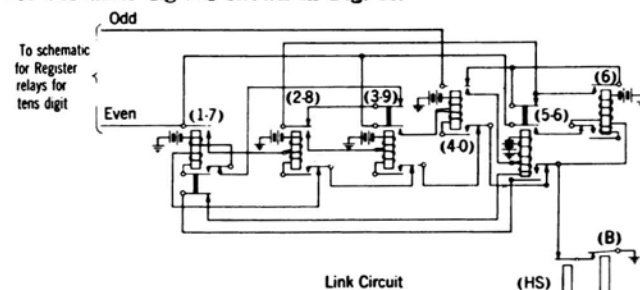 Odd
To schematic
for Register
relays for
tens digit
Even
(1-7)
(2-8)
(3-9)
(4-0)
(5-6)
(6)
(B)
Link Circuit
(HS)